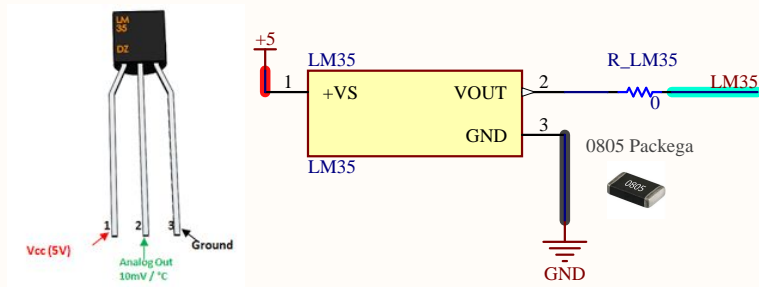 LM
35
DZ
1
2
3
Vcc (5V)
Analog Out
10mV / °C
Ground
+5
LM35
1
+VS
VOUT
2
GND
3
LM35
R_LM35
0
LM35
0805 Packega
0805
GND